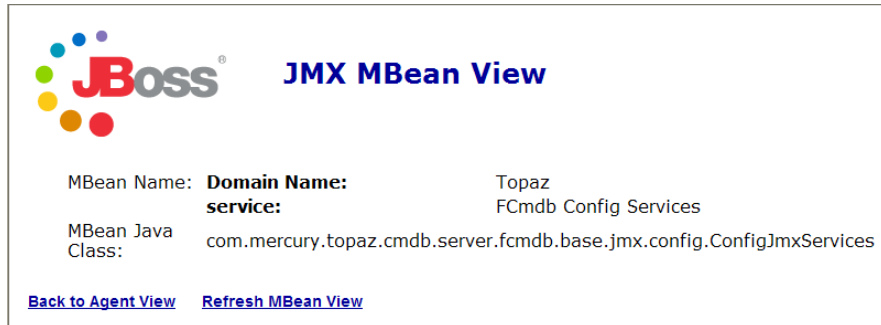 JBoss®
JMX MBean View
MBean Name: Domain Name: Topaz
service: FCmdb Config Services
MBean Java
Class: com.mercury.topaz.cmdb.server.fcmdb.base.jmx.config.ConfigJmxServices
Back to Agent View Refresh MBean View